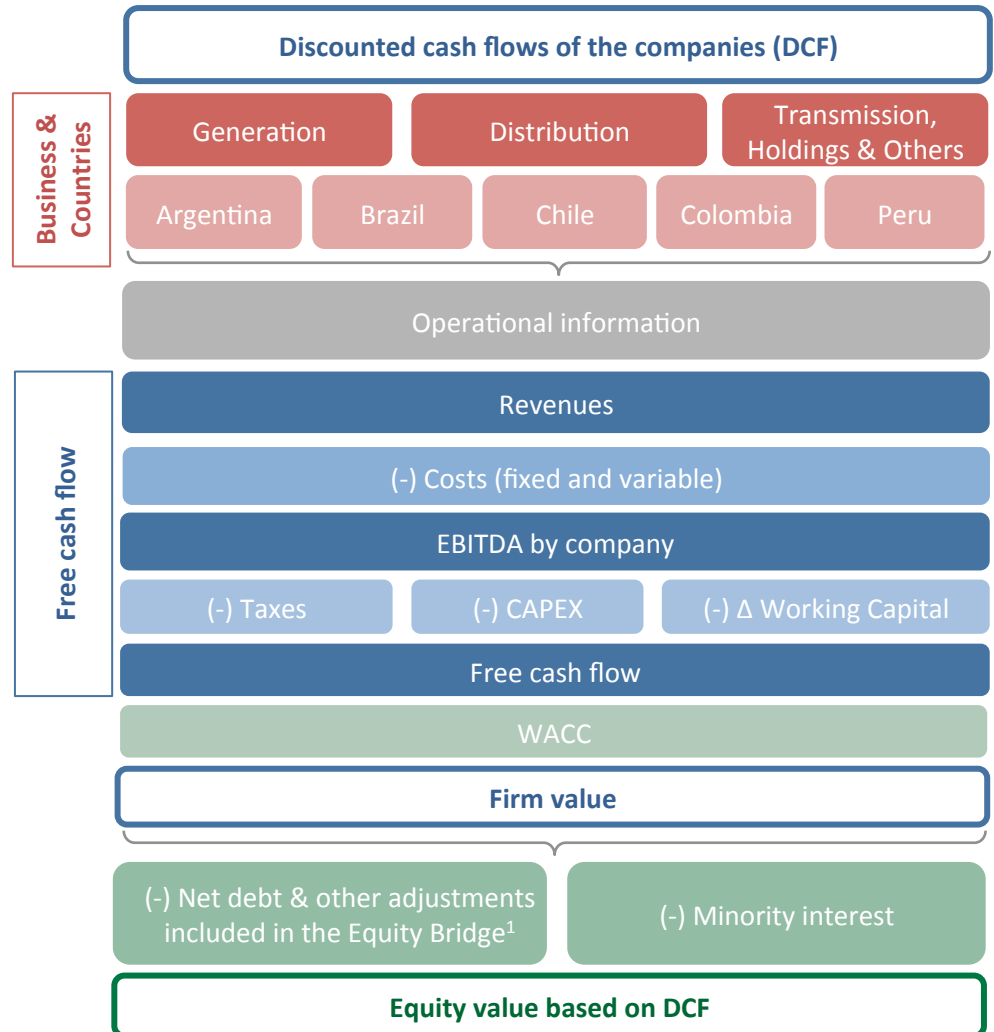 Discounted cash flows of the companies (DCF)
Business &
Countries
Generation
Distribution
Transmission,
Holdings & Others
Argentina
Brazil
Chile
Colombia
Peru
Operational information
Free cash flow
Revenues
(-) Costs (fixed and variable)
EBITDA by company
(-) Taxes
(-) CAPEX
(-) Δ Working Capital
Free cash flow
WACC
Firm value
(-) Net debt & other adjustments
included in the Equity Bridge¹
(-) Minority interest
Equity value based on DCF